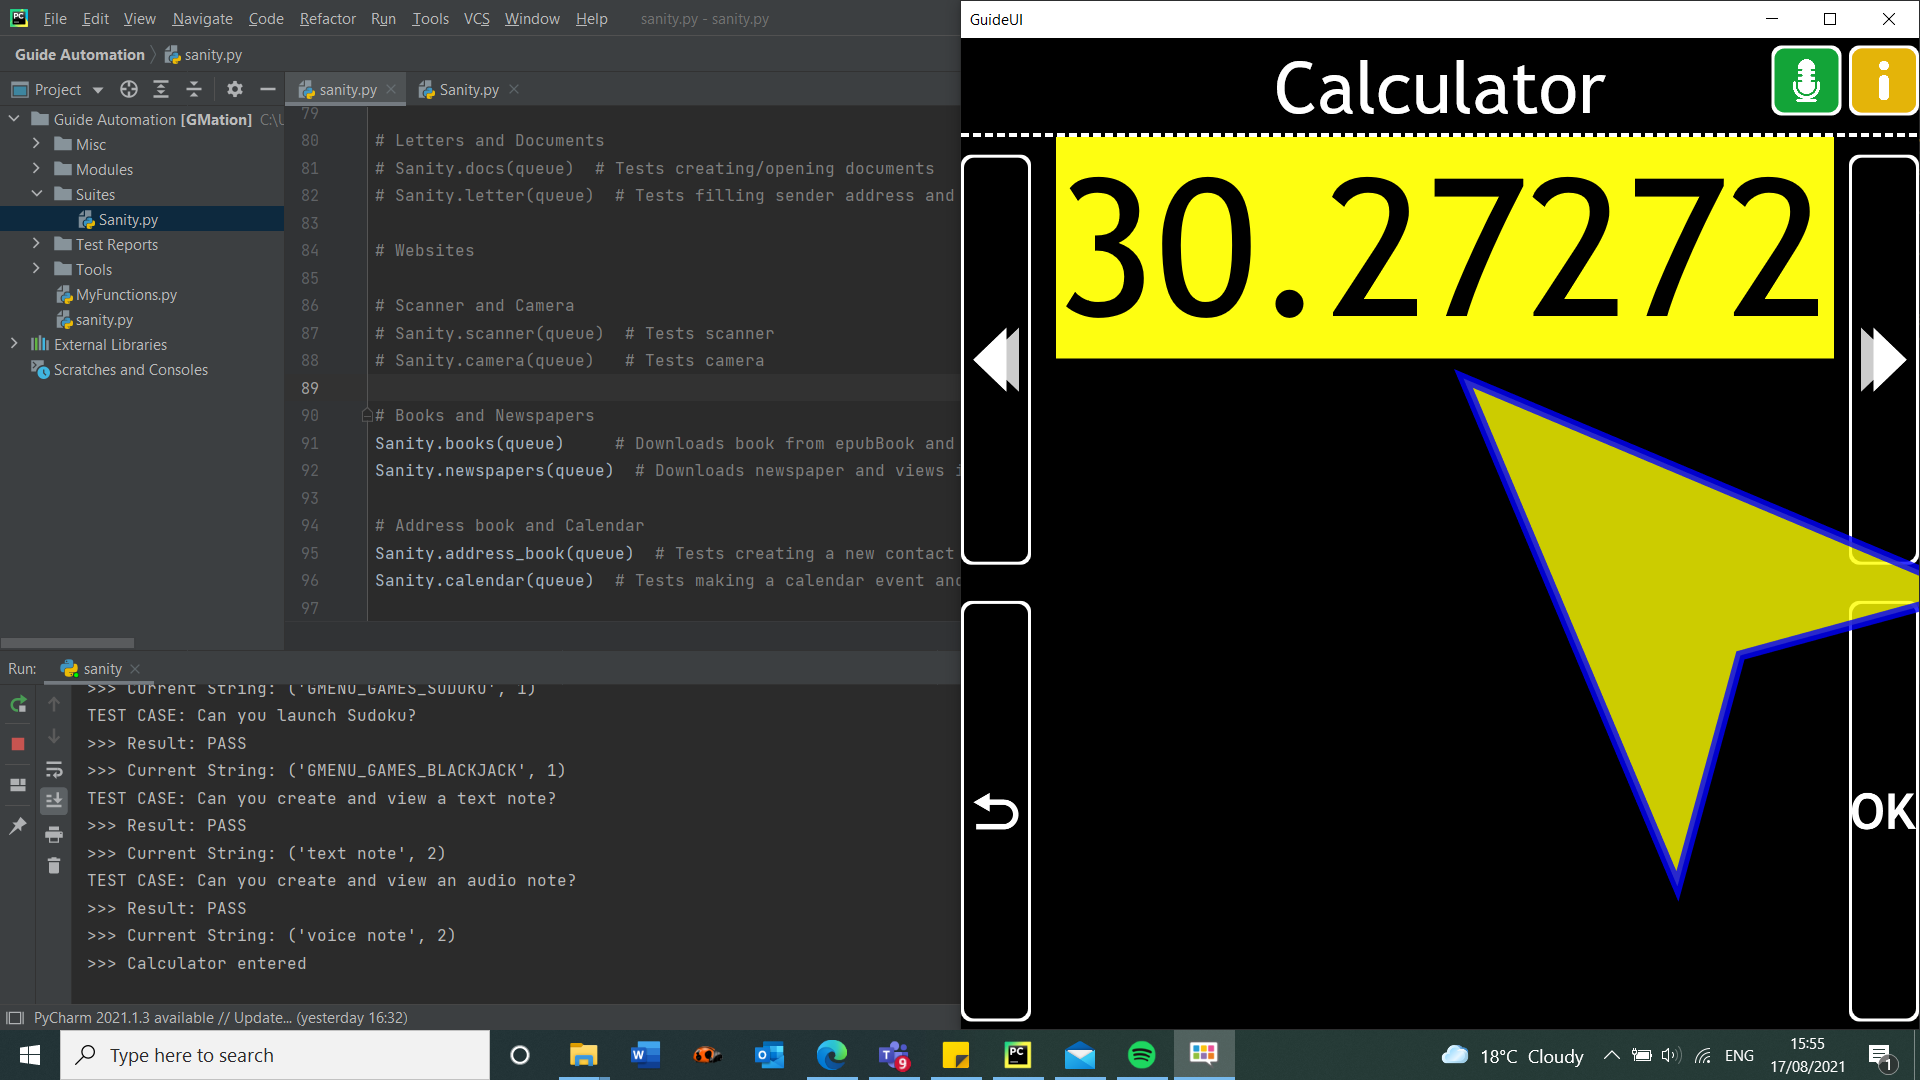 File Edit View Navigate Code Refactor Run Tools VCS Window Help sanity.py - sanity.py
Guide Automation sanity.py
Project
sanity.py
Sanity.py
Guide Automation [GMation] C:\U
Misc
Modules
Suites
Sanity.py
Test Reports
Tools
MyFunctions.py
sanity.py
External Libraries
Scratches and Consoles
79
80 # Letters and Documents
81 # Sanity.docs(queue) # Tests creating/opening documents
82 # Sanity.letter(queue) # Tests filling sender address and
83
84 # Websites
85
86 # Scanner and Camera
87 # Sanity.scanner(queue) # Tests scanner
88 # Sanity.camera(queue) # Tests camera
89
90 # Books and Newspapers
91 Sanity.books(queue) # Downloads book from epubBook and
92 Sanity.newspapers(queue) # Downloads newspaper and views i
93
94 # Address book and Calendar
95 Sanity.address_book(queue) # Tests creating a new contact
96 Sanity.calendar(queue) # Tests making a calendar event and
97
Run: sanity
>>> Current String: ('GMENU_GAMES_SUDOKU', 1)
TEST CASE: Can you launch Sudoku?
>>> Result: PASS
>>> Current String: ('GMENU_GAMES_BLACKJACK', 1)
TEST CASE: Can you create and view a text note?
>>> Result: PASS
>>> Current String: ('text note', 2)
TEST CASE: Can you create and view an audio note?
>>> Result: PASS
>>> Current String: ('voice note', 2)
>>> Calculator entered
PyCharm 2021.1.3 available // Update... (yesterday 16:32)
GuideUI
Calculator
i
30.27272
OK
Type here to search
W
9
PC
18°C Cloudy
ENG
15:55
17/08/2021
1